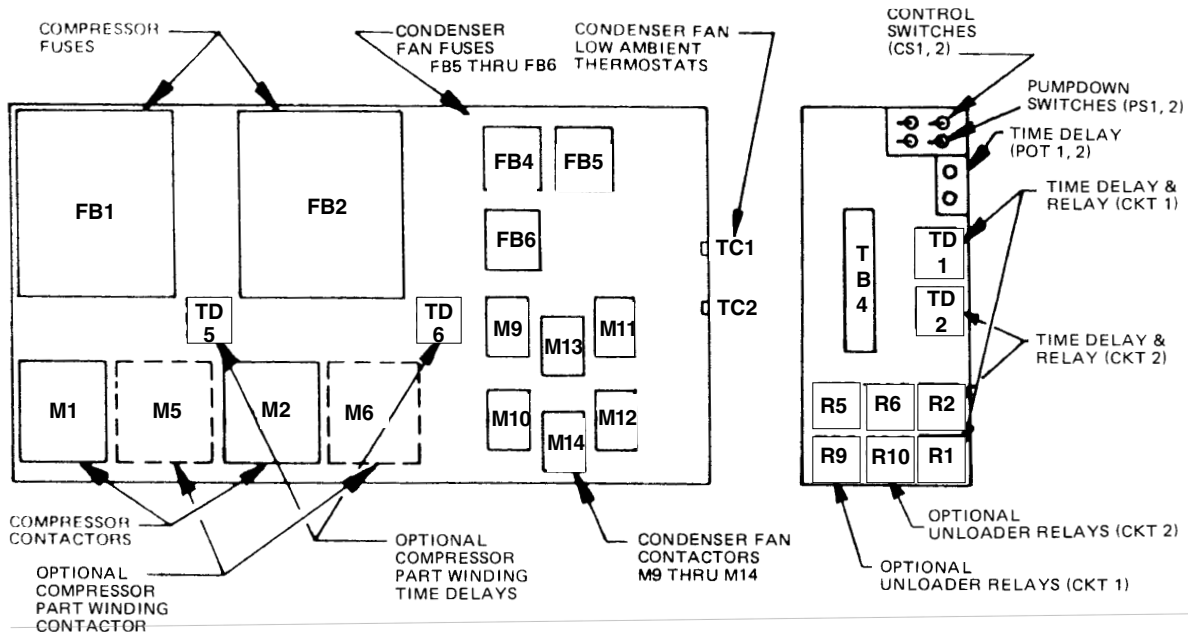 COMPRESSOR
FUSES
CONDENSER
FAN FUSES
FB5 THRU FB6
CONDENSER FAN
LOW AMBIENT
THERMOSTATS
CONTROL
SWITCHES
(CS1, 2)
PUMPDOWN
SWITCHES (PS1, 2)
TIME DELAY
(POT 1, 2)
TIME DELAY &
RELAY (CKT 1)
FB1
FB2
FB4
FB5
FB6
TC1
TC2
TD
5
TD
6
M9
M13
M11
M1
M5
M2
M6
M10
M14
M12
T
B
4
TD
1
TD
2
TIME DELAY &
RELAY (CKT 2)
R5
R6
R2
R9
R10
R1
COMPRESSOR
CONTACTORS
OPTIONAL
COMPRESSOR
PART WINDING
CONTACTOR
OPTIONAL
COMPRESSOR
PART WINDING
TIME DELAYS
CONDENSER FAN
CONTACTORS
M9 THRU M14
OPTIONAL
UNLOADER RELAYS (CKT 2)
OPTIONAL
UNLOADER RELAYS (CKT 1)